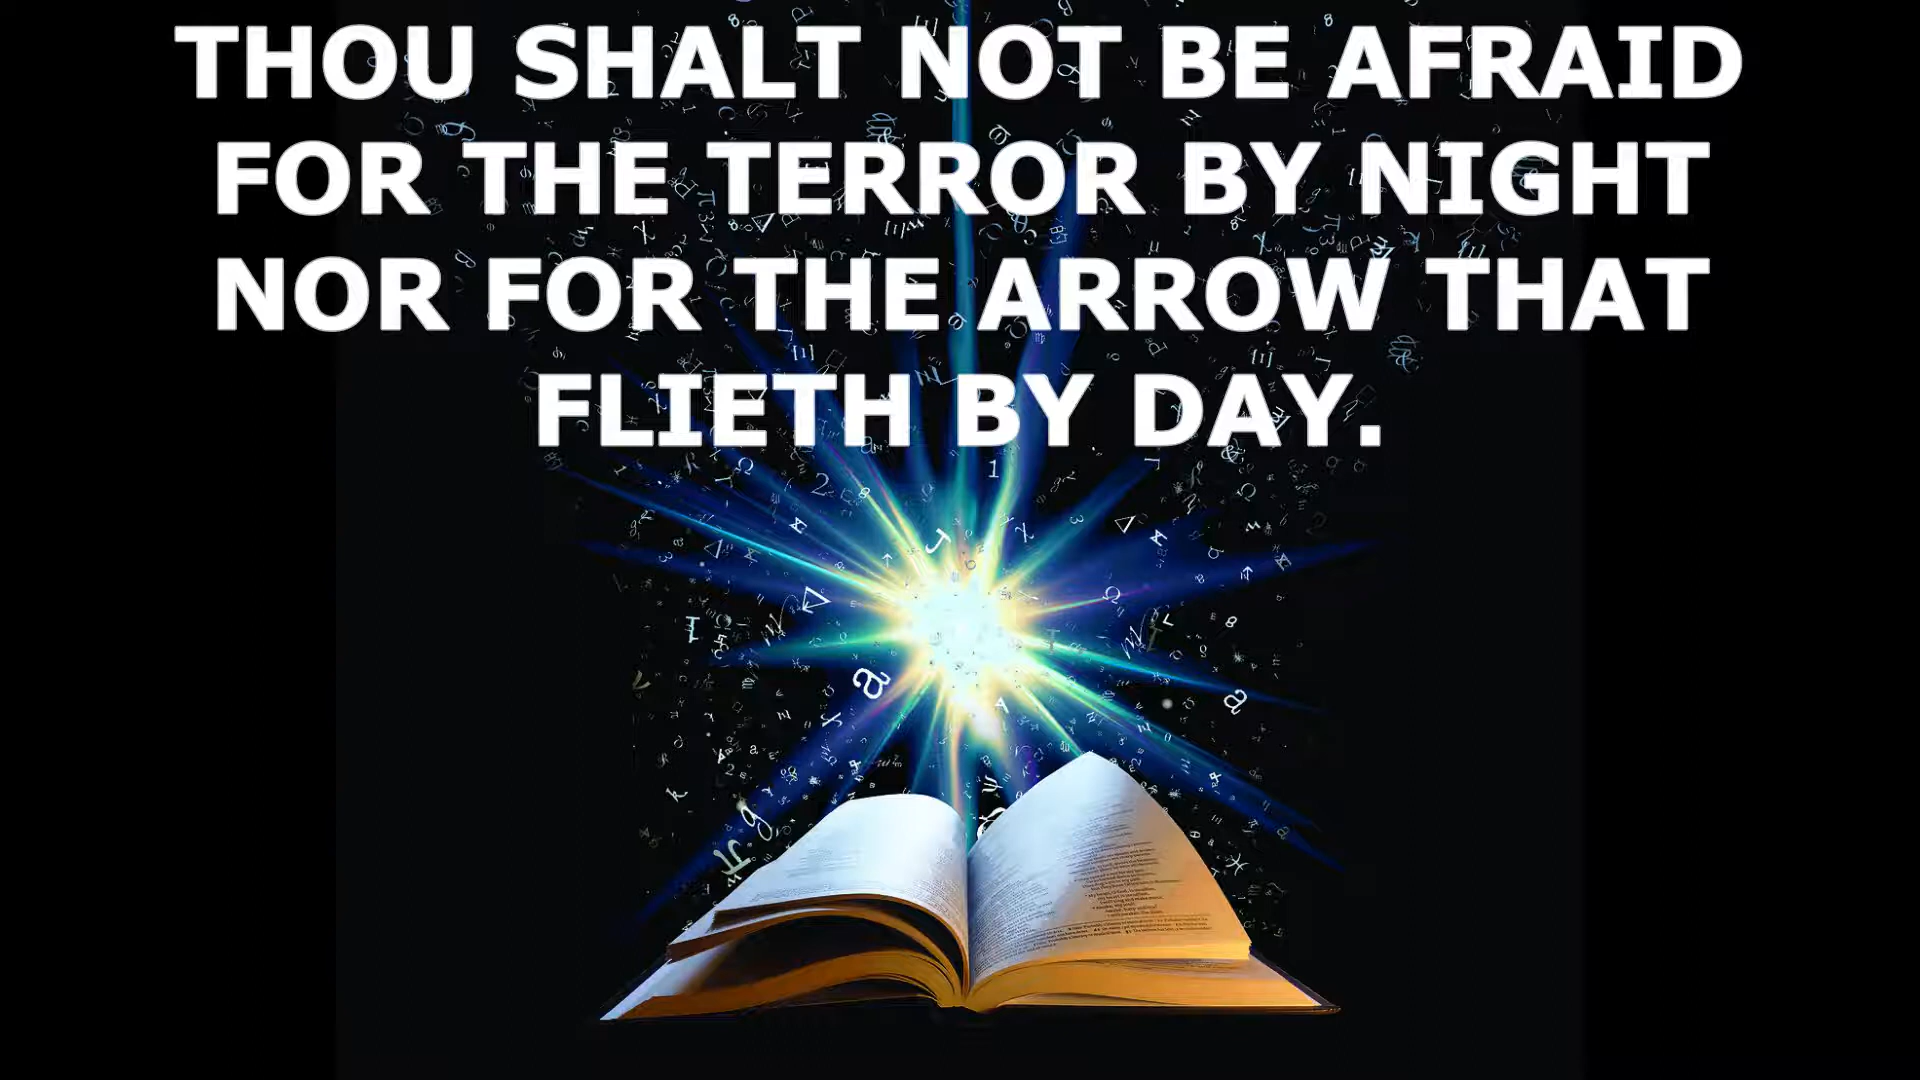 THOU SHALT NOT BE AFRAID
FOR THE TERROR BY NIGHT
NOR FOR THE ARROW THAT
FLIETH BY DAY.